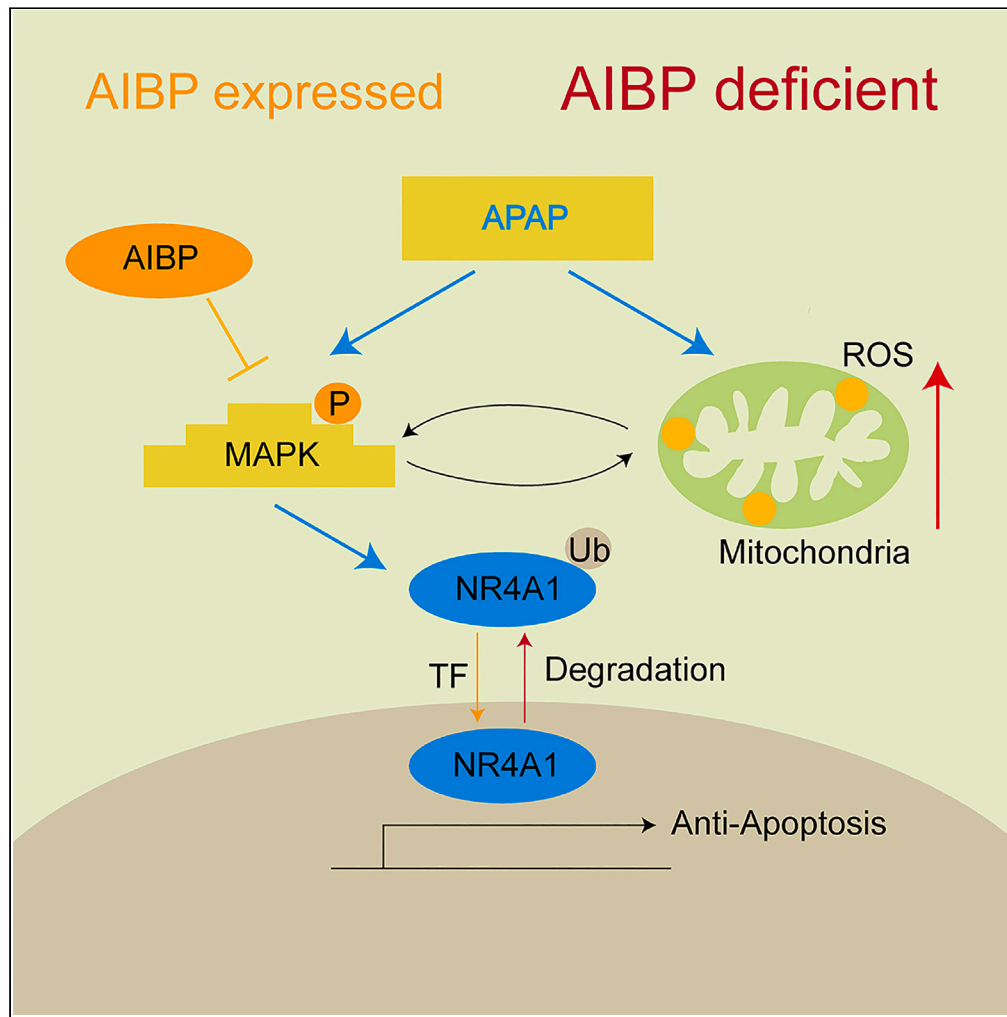 AIBP expressed
AIBP deficient
APAP
AIBP
ROS
P
MAPK
Mitochondria
Ub
NR4A1
TF
Degradation
NR4A1
Anti-Apoptosis